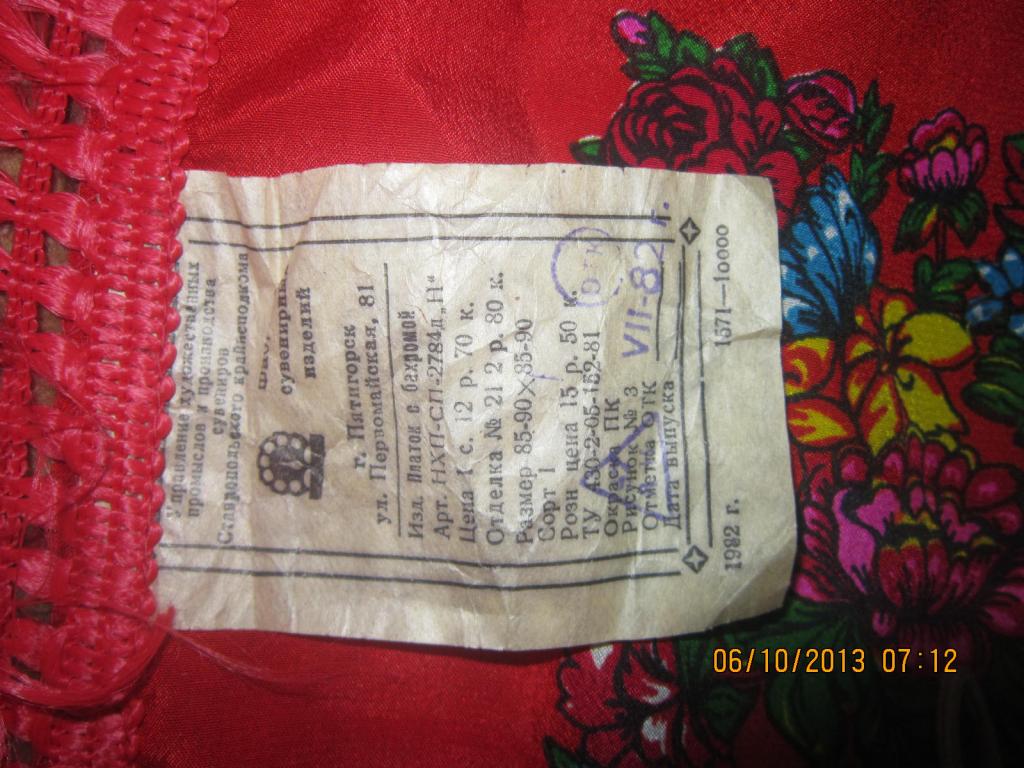 Управление художественных
промыслов и производства
сувениров
Ставропольского крайисполкома
сувенирных
изделий
г. Пятигорск
ул. Первомайская, 81
Изд. Платок с бахромой
Арт. НХП-СП-2784д „Н"
Цена 1 с. 12 р. 70 к.
Отделка № 21 2 р. 80 к.
Размер 85-90×85-90
Сорт 1
Розн цена 15 р. 50 к.
ТУ 430-2-05-152-81
Окраска ПК
Рисунок № 3
Отметка ОТК
Дата выпуска VII-82 г.
1982 г. 1571—10000
06/10/2013 07:12